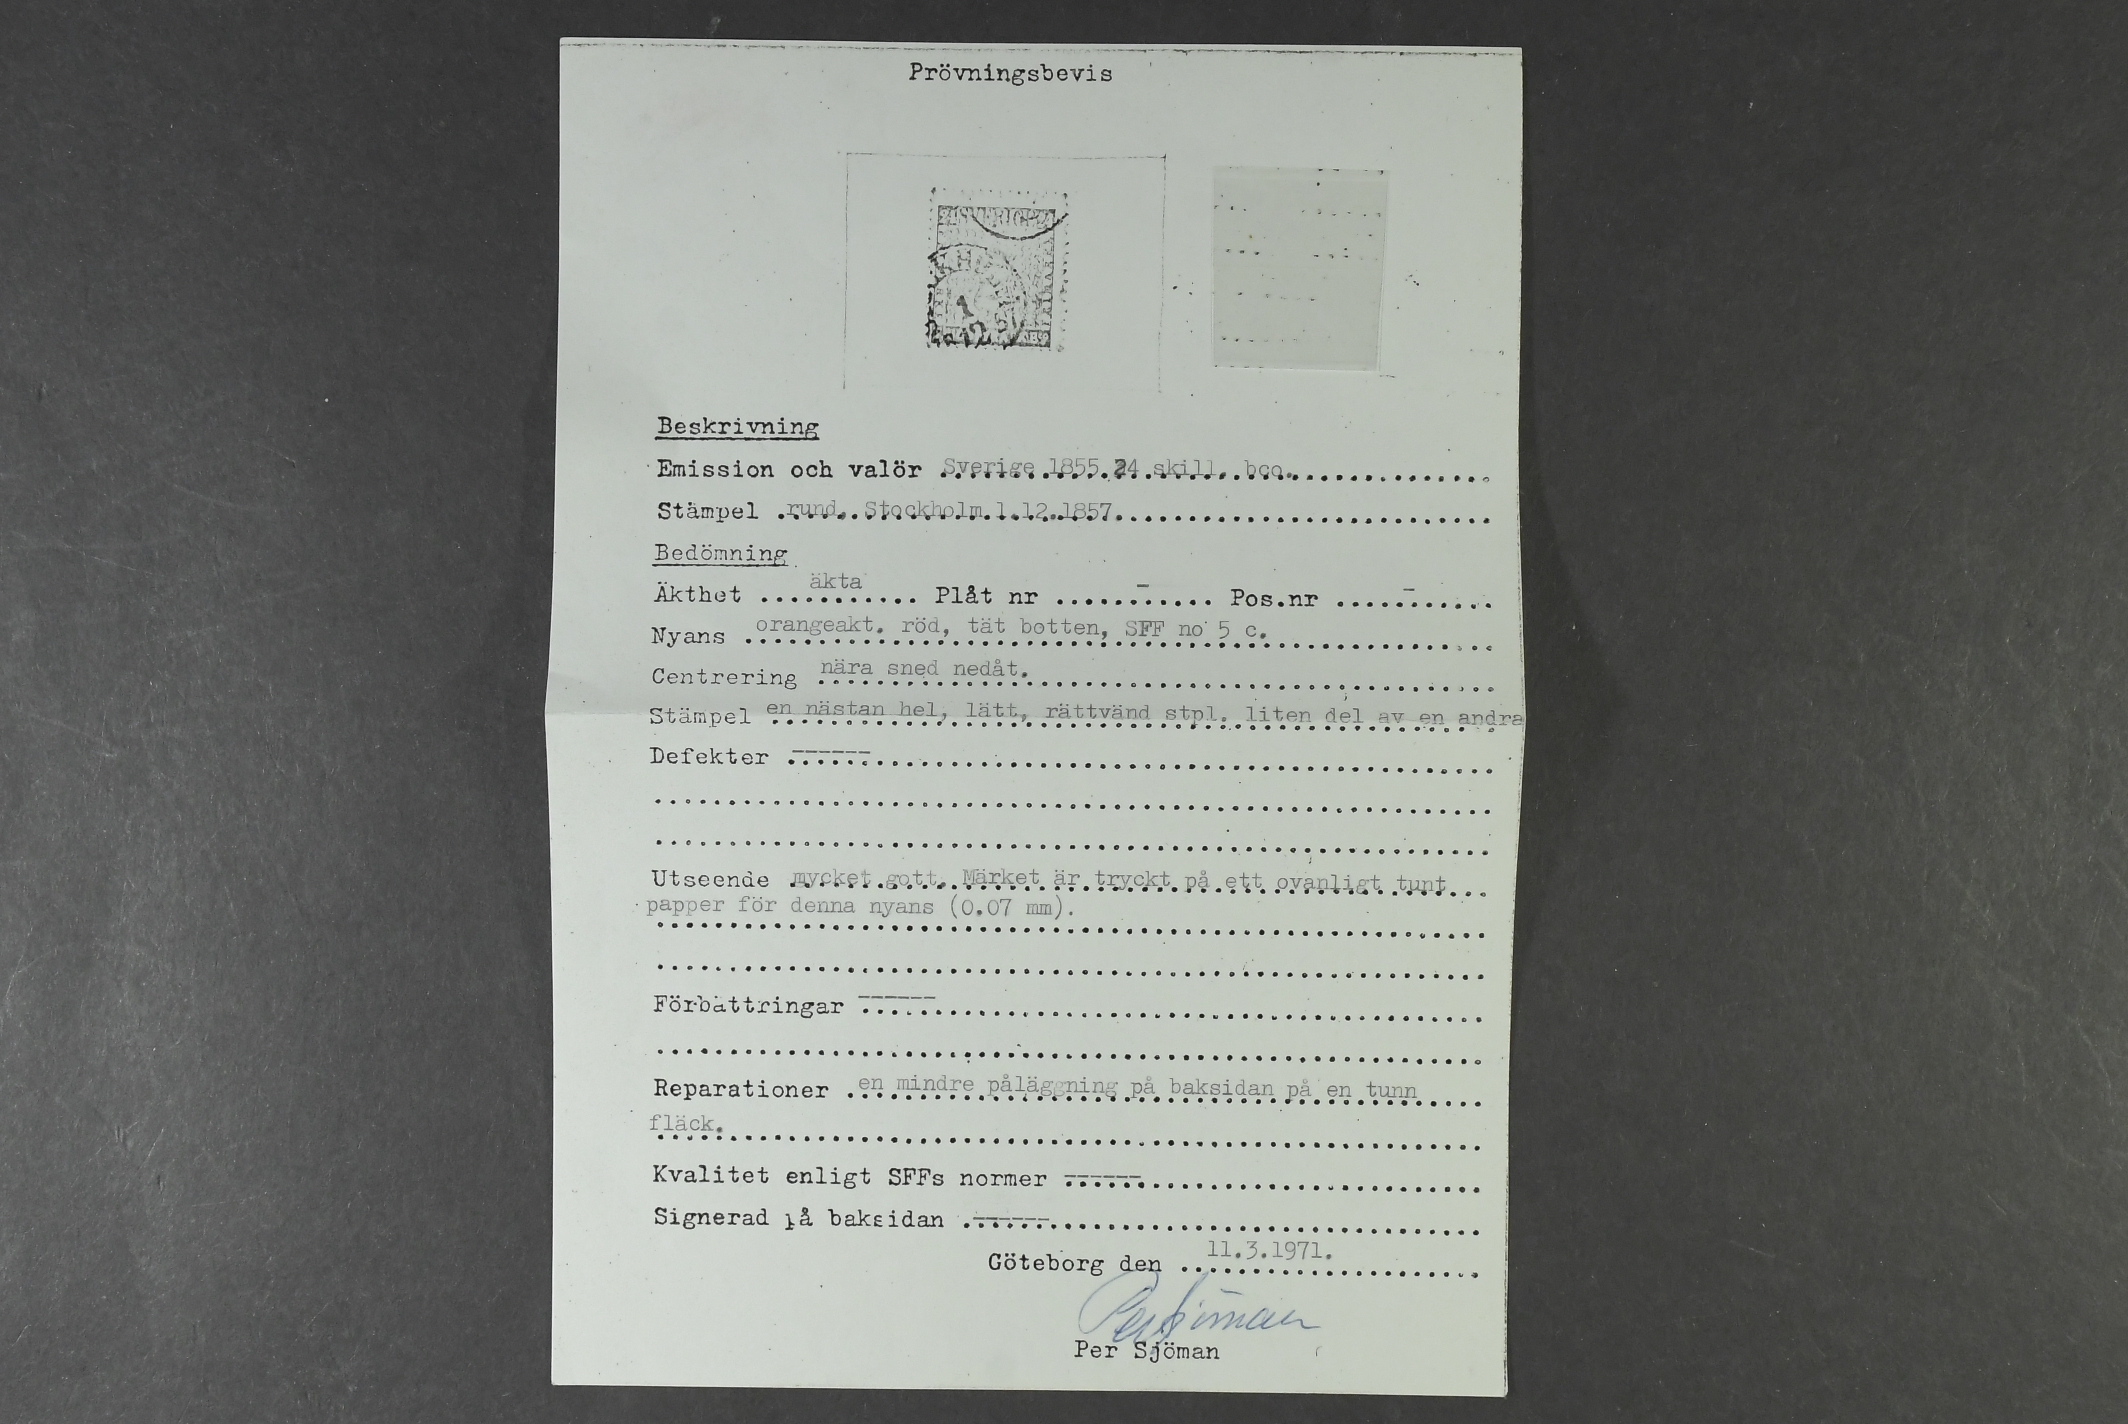 Prövningsbevis
Beskrivning
Emission och valör Sverige 1855 24 skill. bco.
Stämpel rund, Stockholm 1.12.1857.
Bedömning
Äkthet äkta Plåt nr - Pos.nr -
Nyans orangeakt. röd, tät botten, SFF no 5 c.
Centrering nära sned nedåt.
Stämpel en nästan hel, lätt, rättvänd stpl. liten del av en andra
Defekter ------
Utseende mycket gott. Märket är tryckt på ett ovanligt tunt
papper för denna nyans (0.07 mm).
Förbättringar ------
Reparationer en mindre påläggning på baksidan på en tunn
fläck.
Kvalitet enligt SFFs normer ------
Signerad på baksidan ------
Göteborg den 11.3.1971.
Per Sjöman
Per Sjöman